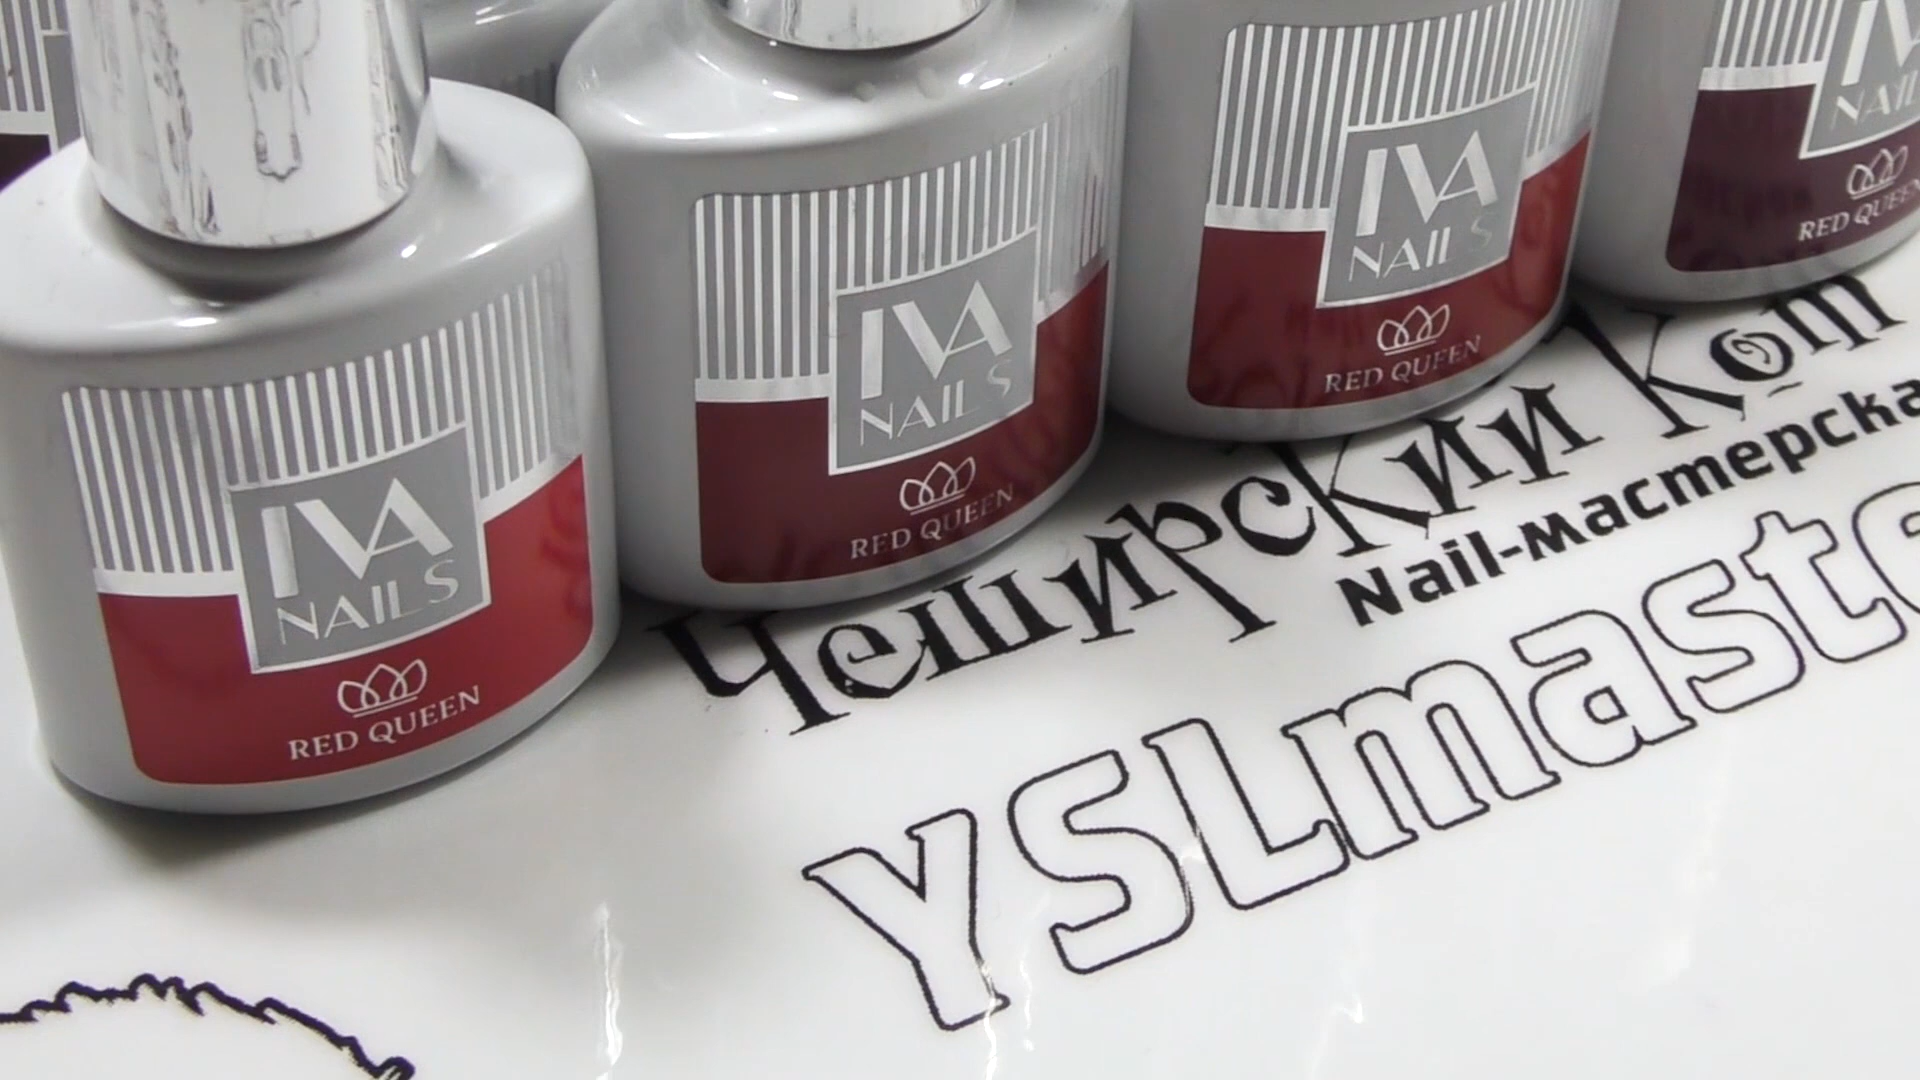 IVA
NAILS
RED QUEEN
IVA
NAILS
RED QUEEN
IVA
NAILS
RED QUEEN
NAILS
RED QUEEN
Чеширский Кот
Nail-мастерска
YSLmaste